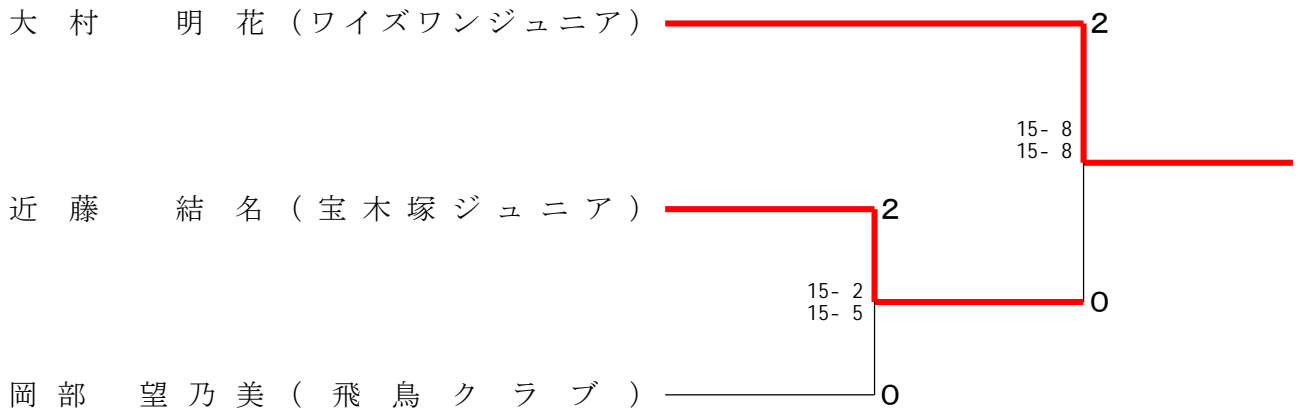 大村 明花（ワイズワンジュニア）
2
15- 8
15- 8
近藤 結名（宝木塚ジュニア）
2
15- 2
15- 5
0
岡部 望乃美（飛鳥クラブ）
0